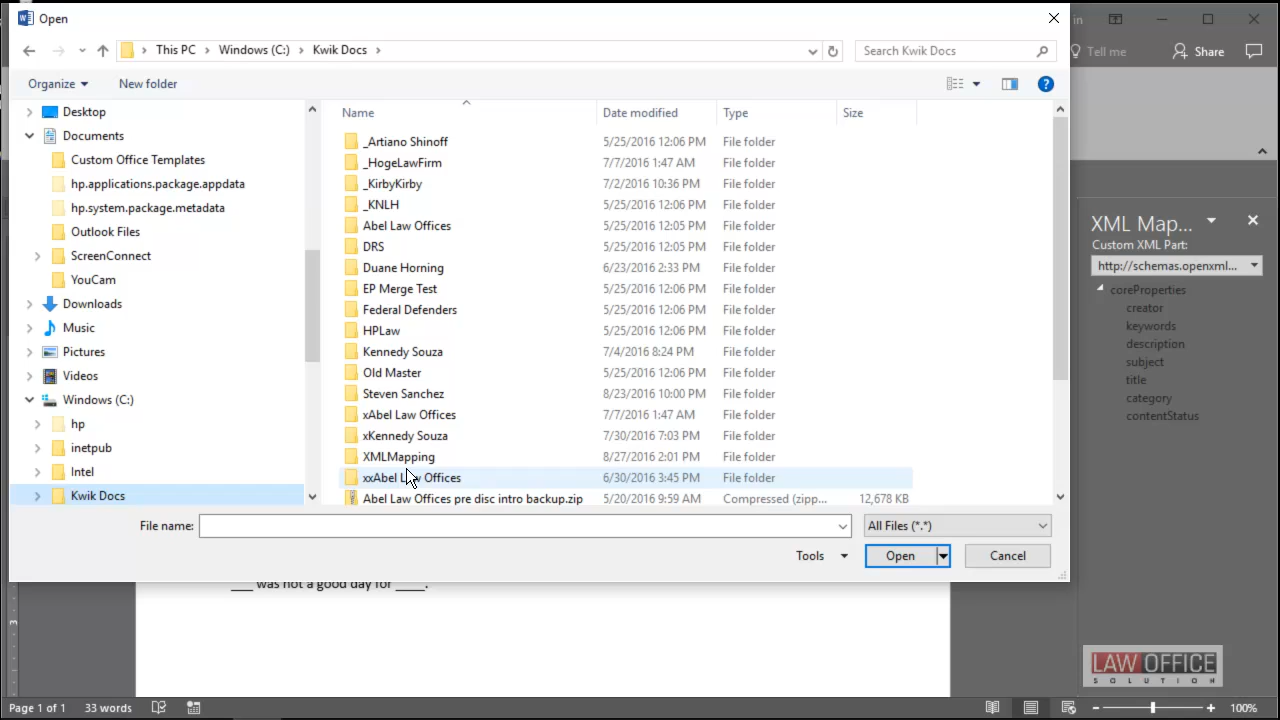 Open
in
This PC > Windows (C:) > Kwik Docs >
Search Kwik Docs
Tell me
Share
Organize
New folder
Name
Date modified
Type
Size
Desktop
Documents
Custom Office Templates
hp.applications.package.appdata
hp.system.package.metadata
Outlook Files
ScreenConnect
YouCam
Downloads
Music
Pictures
Videos
Windows (C:)
hp
inetpub
Intel
Kwik Docs
_Artiano Shinoff 5/25/2016 12:06 PM File folder
_HogeLawFirm 7/7/2016 1:47 AM File folder
_KirbyKirby 7/2/2016 10:36 PM File folder
_KNLH 5/25/2016 12:06 PM File folder
Abel Law Offices 5/25/2016 12:05 PM File folder
DRS 5/25/2016 12:05 PM File folder
Duane Horning 6/23/2016 2:33 PM File folder
EP Merge Test 5/25/2016 12:06 PM File folder
Federal Defenders 5/25/2016 12:06 PM File folder
HPLaw 5/25/2016 12:06 PM File folder
Kennedy Souza 7/4/2016 8:24 PM File folder
Old Master 5/25/2016 12:06 PM File folder
Steven Sanchez 8/23/2016 10:00 PM File folder
xAbel Law Offices 7/7/2016 1:47 AM File folder
xKennedy Souza 7/30/2016 7:03 PM File folder
XMLMapping 8/27/2016 2:01 PM File folder
xxAbel Law Offices 6/30/2016 3:45 PM File folder
Abel Law Offices pre disc intro backup.zip 5/20/2016 9:59 AM Compressed (zipp... 12,678 KB
File name:
All Files (*.*)
Tools
Open
Cancel
XML Map...
Custom XML Part:
http://schemas.openxml...
coreProperties
creator
keywords
description
subject
title
category
contentStatus
____ was not a good day for _____.
LAW OFFICE
SOLUTION
Page 1 of 1 33 words
100%